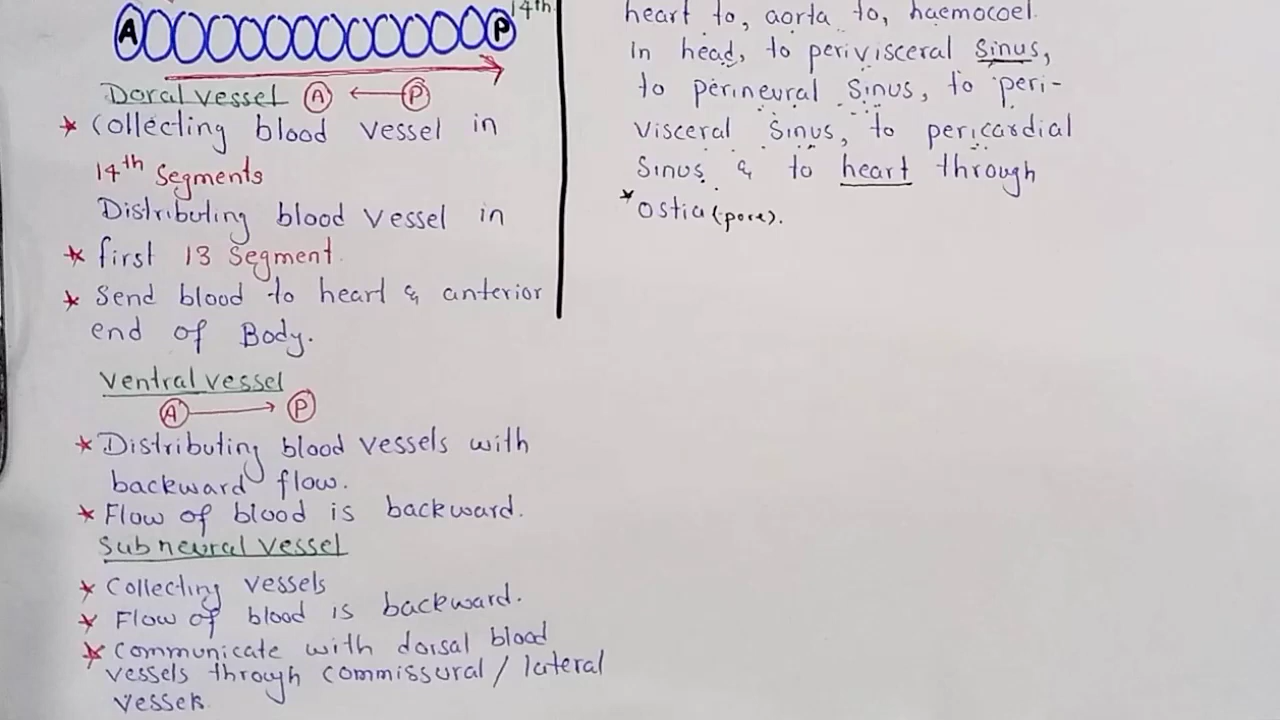 A P 14th
Doral vessel A ← P
* Collecting blood vessel in
14th Segments
Distributing blood vessel in
* first 13 Segment.
* Send blood to heart & anterior
end of Body.
Ventral vessel
A → P
* Distributing blood vessels with
backward flow.
* Flow of blood is backward.
Subneural vessel
* Collecting vessels
* Flow of blood is backward.
* Communicate with dorsal blood
vessels through commissural / lateral
vessels.
heart to, aorta to, haemocoel.
in head, to perivisceral Sinus,
to perineural Sinus, to peri-
visceral Sinus, to pericardial
Sinus & to heart through
* Ostia (pore).